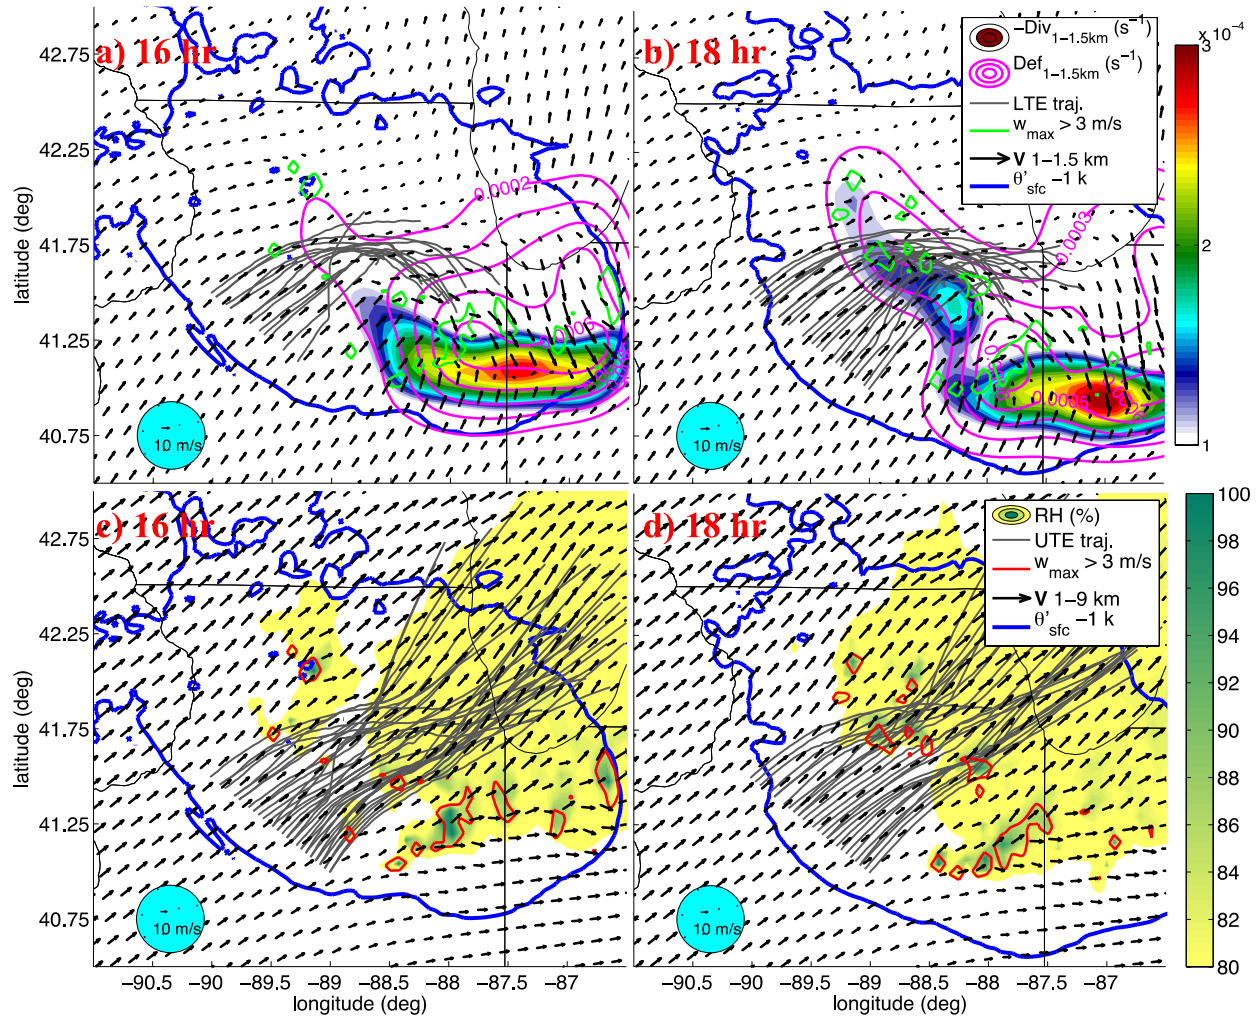 a) 16 hr
b) 18 hr
−Div1−1.5km (s−1)
Def1−1.5km (s−1)
LTE traj.
wmax > 3 m/s
V 1−1.5 km
θ'sfc −1 k
x 10−4
3
2
1
42.75
42.25
41.75
41.25
40.75
latitude (deg)
0.0002
0.0003
0.0005
10 m/s
10 m/s
c) 16 hr
d) 18 hr
RH (%)
UTE traj.
wmax > 3 m/s
V 1−9 km
θ'sfc −1 k
100
98
96
94
92
90
88
86
84
82
80
42.75
42.25
41.75
41.25
40.75
latitude (deg)
10 m/s
10 m/s
−90.5 −90 −89.5 −89 −88.5 −88 −87.5 −87
−90.5 −90 −89.5 −89 −88.5 −88 −87.5 −87
longitude (deg)
longitude (deg)